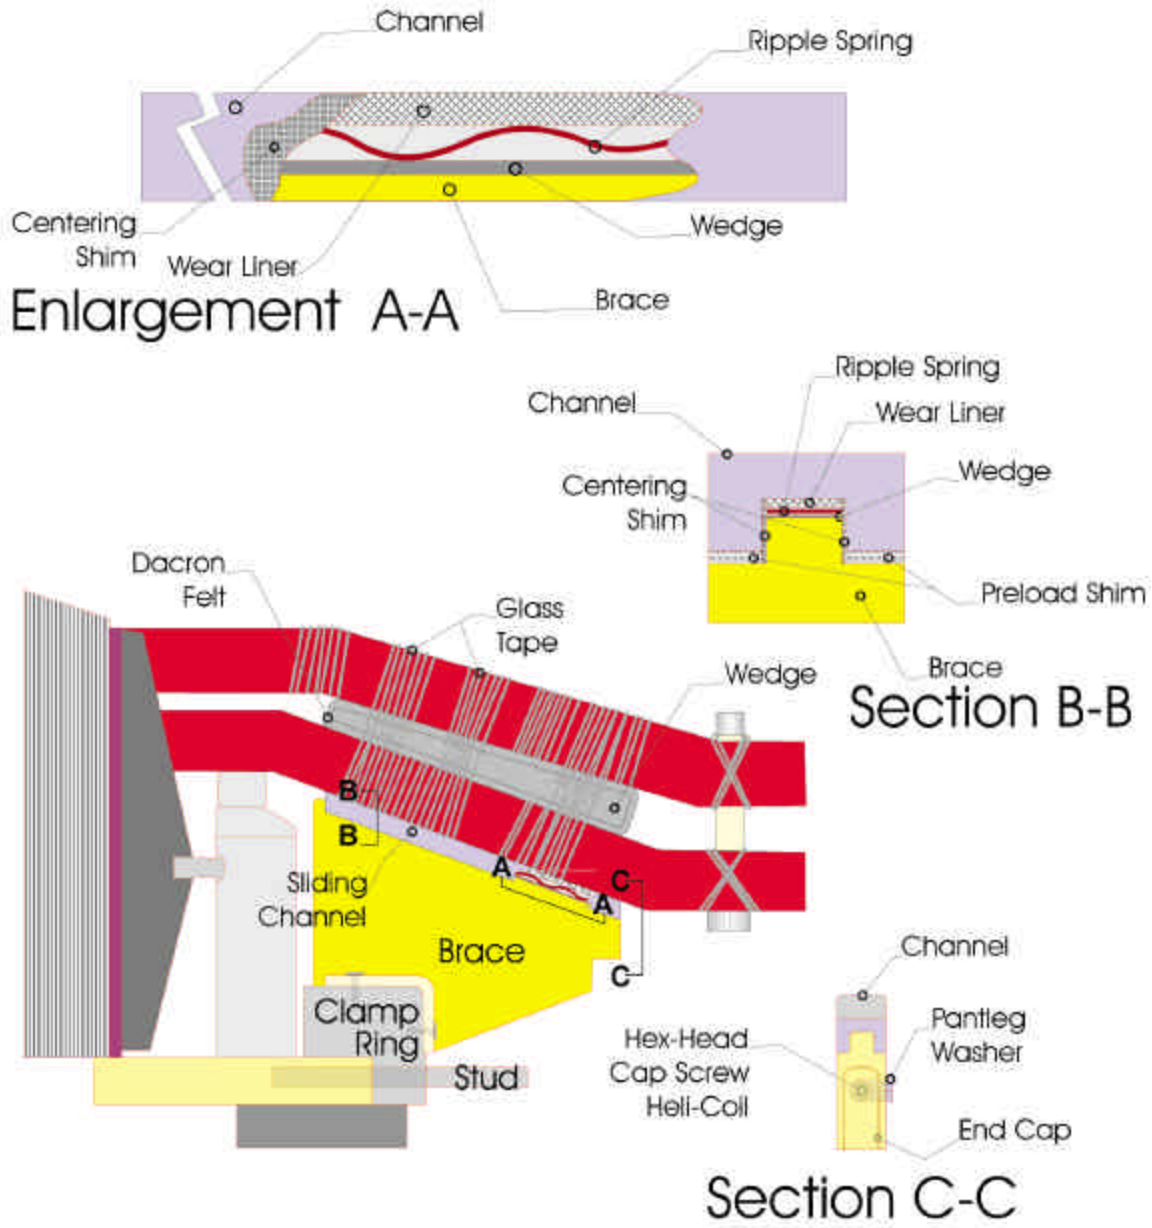 Channel
Ripple Spring
Centering
Shim
Wear Liner
Wedge
Brace
Enlargement A-A
Ripple Spring
Channel
Wear Liner
Centering
Shim
Wedge
Preload Shim
Brace
Section B-B
Dacron
Felt
Glass
Tape
Wedge
B
B
A
A
C
C
Sliding
Channel
Brace
Clamp
Ring
Stud
Channel
Pantleg
Washer
Hex-Head
Cap Screw
Heli-Coil
End Cap
Section C-C